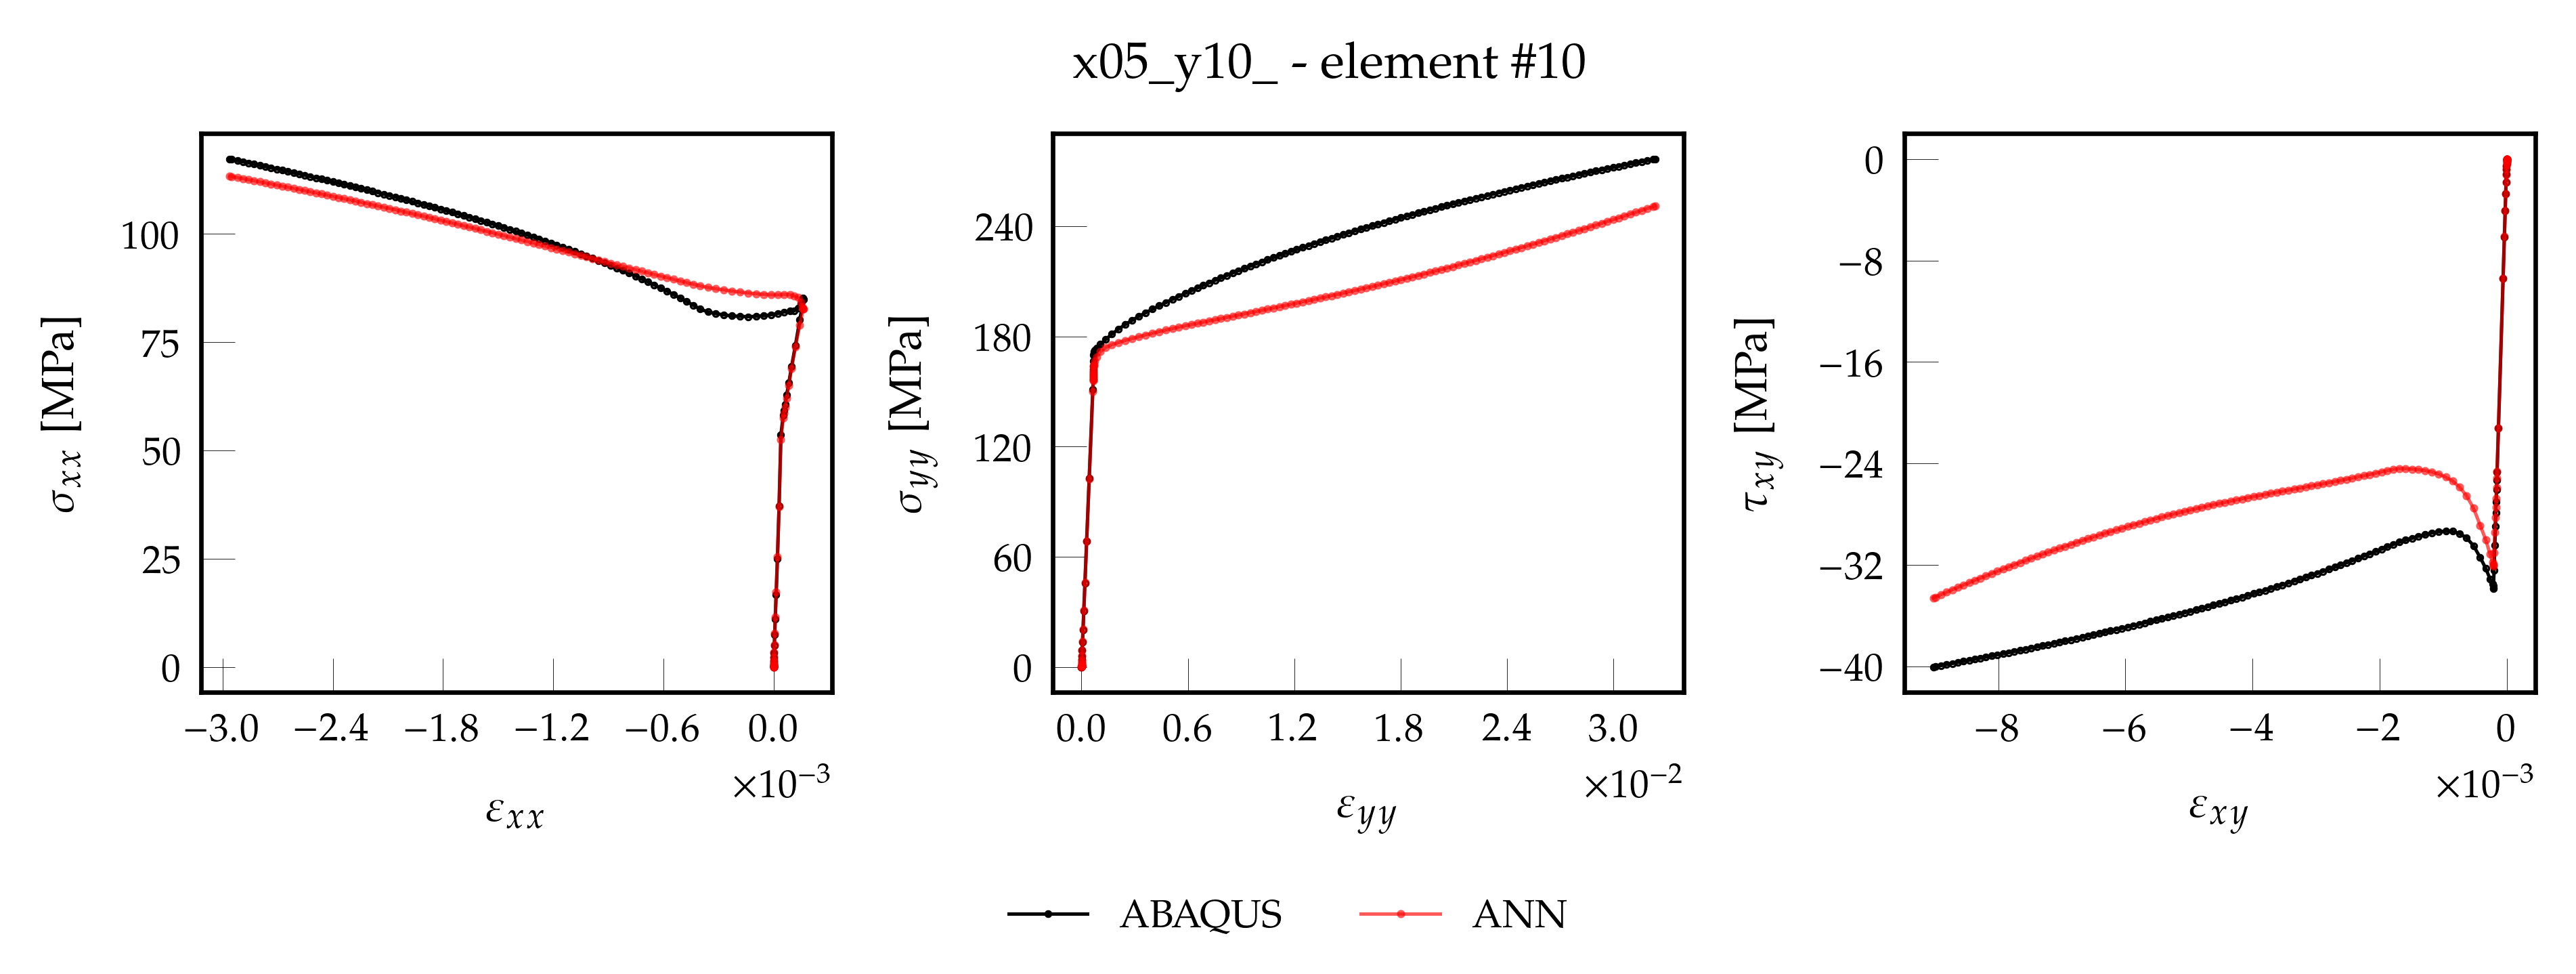 x05_y10_ - element #10
σxx [MPa]
100
75
50
25
0
−3.0 −2.4 −1.8 −1.2 −0.6 0.0
×10−3
εxx
σyy [MPa]
240
180
120
60
0
0.0 0.6 1.2 1.8 2.4 3.0
×10−2
εyy
τxy [MPa]
0
−8
−16
−24
−32
−40
−8 −6 −4 −2 0
×10−3
εxy
ABAQUS ANN